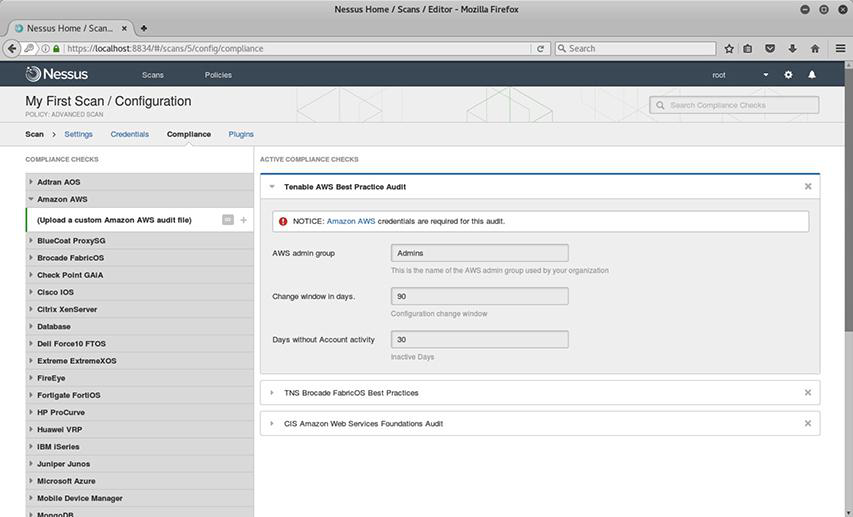 Nessus Home / Scans / Editor - Mozilla Firefox
Nessus Home / Scan...
https://localhost:8834/#/scans/5/config/compliance
Search
Nessus
Scans
Policies
root
My First Scan / Configuration
POLICY: ADVANCED SCAN
Search Compliance Checks
Scan
Settings
Credentials
Compliance
Plugins
COMPLIANCE CHECKS
Adtran AOS
Amazon AWS
(Upload a custom Amazon AWS audit file)
BlueCoat ProxySG
Brocade FabricOS
Check Point GAiA
Cisco IOS
Citrix XenServer
Database
Dell Force10 FTOS
Extreme ExtremeXOS
FireEye
Fortigate FortiOS
HP ProCurve
Huawei VRP
IBM iSeries
Juniper Junos
Microsoft Azure
Mobile Device Manager
MongoDB
ACTIVE COMPLIANCE CHECKS
Tenable AWS Best Practice Audit
NOTICE: Amazon AWS credentials are required for this audit.
AWS admin group
Admins
This is the name of the AWS admin group used by your organization
Change window in days.
90
Configuration change window
Days without Account activity
30
Inactive Days
TNS Brocade FabricOS Best Practices
CIS Amazon Web Services Foundations Audit